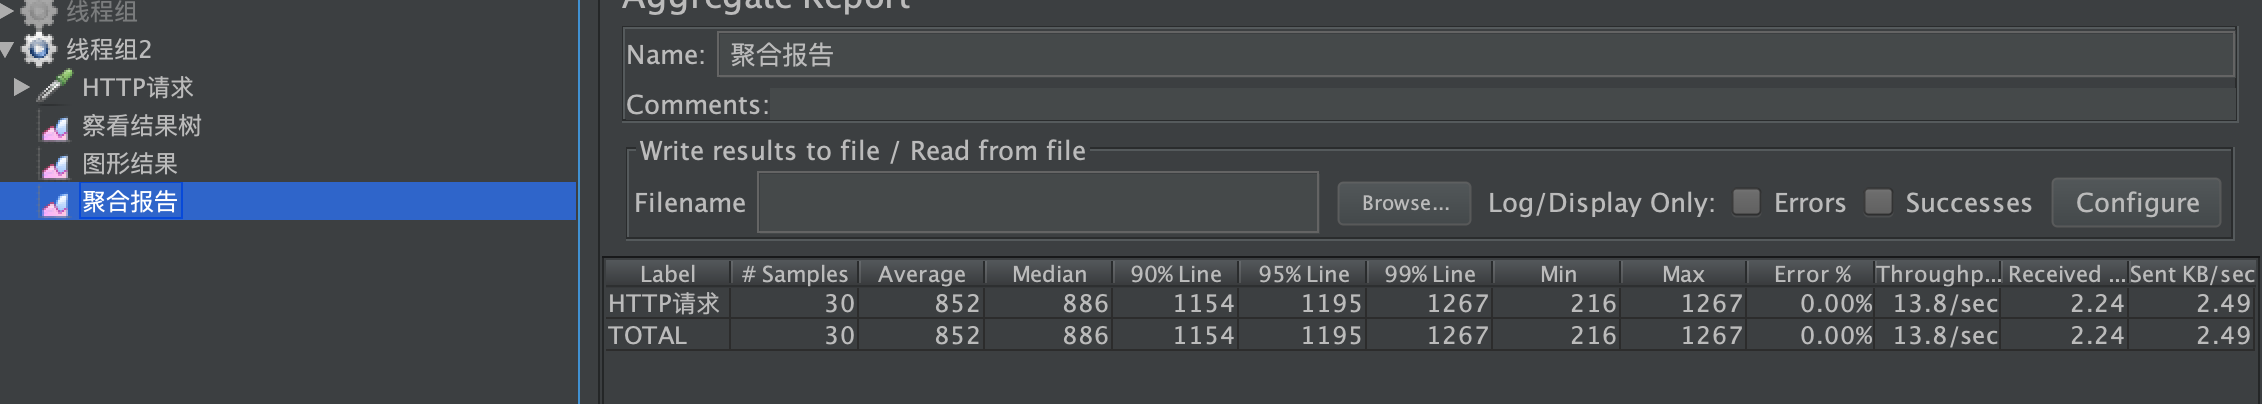 线程组
线程组2
HTTP请求
察看结果树
图形结果
聚合报告
Aggregate Report
Name: 聚合报告
Comments:
Write results to file / Read from file
Filename Browse... Log/Display Only: Errors Successes Configure
Label # Samples Average Median 90% Line 95% Line 99% Line Min Max Error % Throughp... Received ... Sent KB/sec
HTTP请求 30 852 886 1154 1195 1267 216 1267 0.00% 13.8/sec 2.24 2.49
TOTAL 30 852 886 1154 1195 1267 216 1267 0.00% 13.8/sec 2.24 2.49